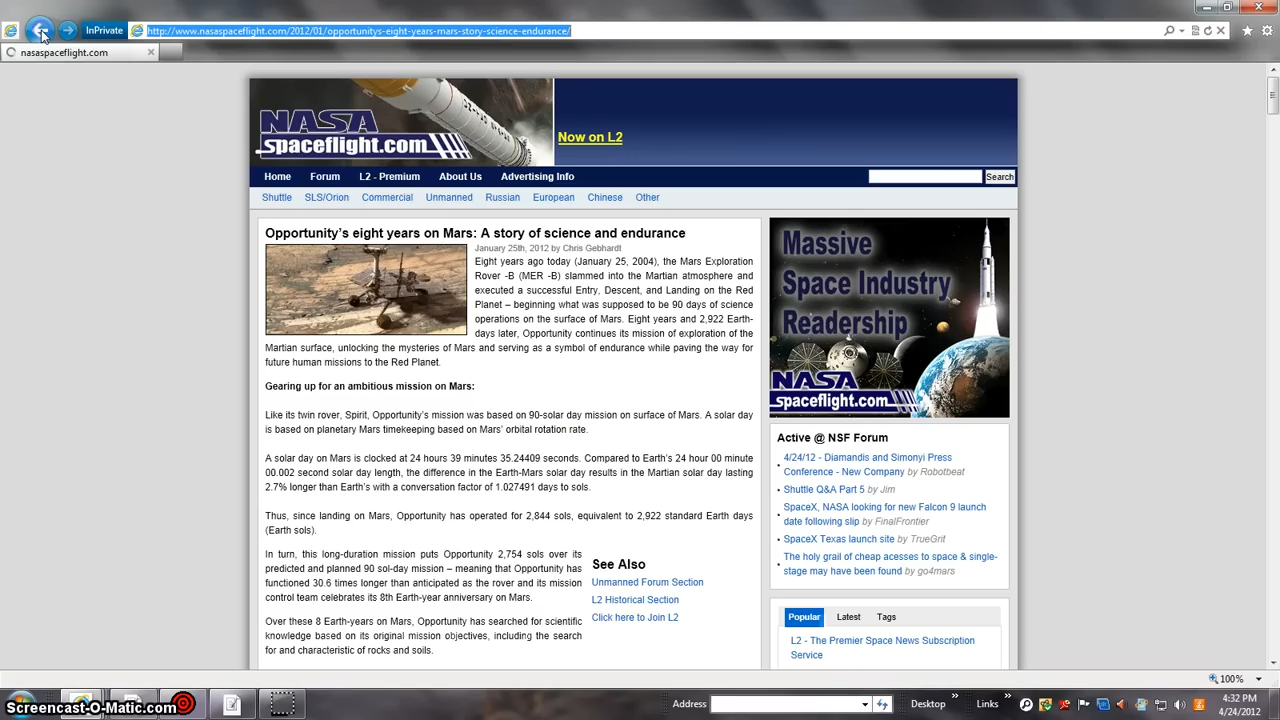 InPrivate
http://www.nasaspaceflight.com/2012/01/opportunitys-eight-years-mars-story-science-endurance/
nasaspaceflight.com
NASA
spaceflight.com
Now on L2
Home Forum L2 - Premium About Us Advertising Info
Search
Shuttle SLS/Orion Commercial Unmanned Russian European Chinese Other
Opportunity's eight years on Mars: A story of science and endurance
January 25th, 2012 by Chris Gebhardt
Eight years ago today (January 25, 2004), the Mars Exploration
Rover -B (MER -B) slammed into the Martian atmosphere and
executed a successful Entry, Descent, and Landing on the Red
Planet – beginning what was supposed to be 90 days of science
operations on the surface of Mars. Eight years and 2,922 Earth-
days later, Opportunity continues its mission of exploration of the
Martian surface, unlocking the mysteries of Mars and serving as a symbol of endurance while paving the way for
future human missions to the Red Planet.
Gearing up for an ambitious mission on Mars:
Like its twin rover, Spirit, Opportunity's mission was based on 90-solar day mission on surface of Mars. A solar day
is based on planetary Mars timekeeping based on Mars' orbital rotation rate.
A solar day on Mars is clocked at 24 hours 39 minutes 35.24409 seconds. Compared to Earth's 24 hour 00 minute
00.002 second solar day length, the difference in the Earth-Mars solar day results in the Martian solar day lasting
2.7% longer than Earth's with a conversation factor of 1.027491 days to sols.
Thus, since landing on Mars, Opportunity has operated for 2,844 sols, equivalent to 2,922 standard Earth days
(Earth sols).
In turn, this long-duration mission puts Opportunity 2,754 sols over its
predicted and planned 90 sol-day mission – meaning that Opportunity has
functioned 30.6 times longer than anticipated as the rover and its mission
control team celebrates its 8th Earth-year anniversary on Mars.
Over these 8 Earth-years on Mars, Opportunity has searched for scientific
knowledge based on its original mission objectives, including the search
for and characteristic of rocks and soils.
See Also
Unmanned Forum Section
L2 Historical Section
Click here to Join L2
Massive
Space Industry
Readership
NASA
spaceflight.com
Active @ NSF Forum
4/24/12 - Diamandis and Simonyi Press
Conference - New Company by Robotbeat
Shuttle Q&A Part 5 by Jim
SpaceX, NASA looking for new Falcon 9 launch
date following slip by FinalFrontier
SpaceX Texas launch site by TrueGrit
The holy grail of cheap acesses to space & single-
stage may have been found by go4mars
Popular Latest Tags
L2 - The Premier Space News Subscription
Service
100%
Screencast-O-Matic.com
Address
Desktop
Links
4:32 PM
4/24/2012